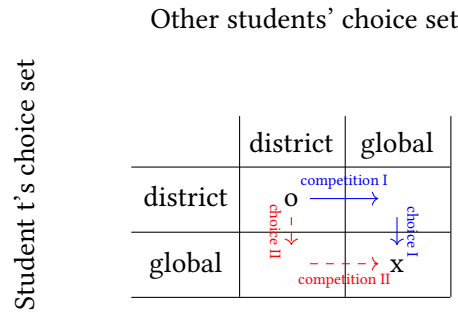 Other students' choice set
Student t's choice set
district global
district o competition I
choice II choice I
global x
competition II